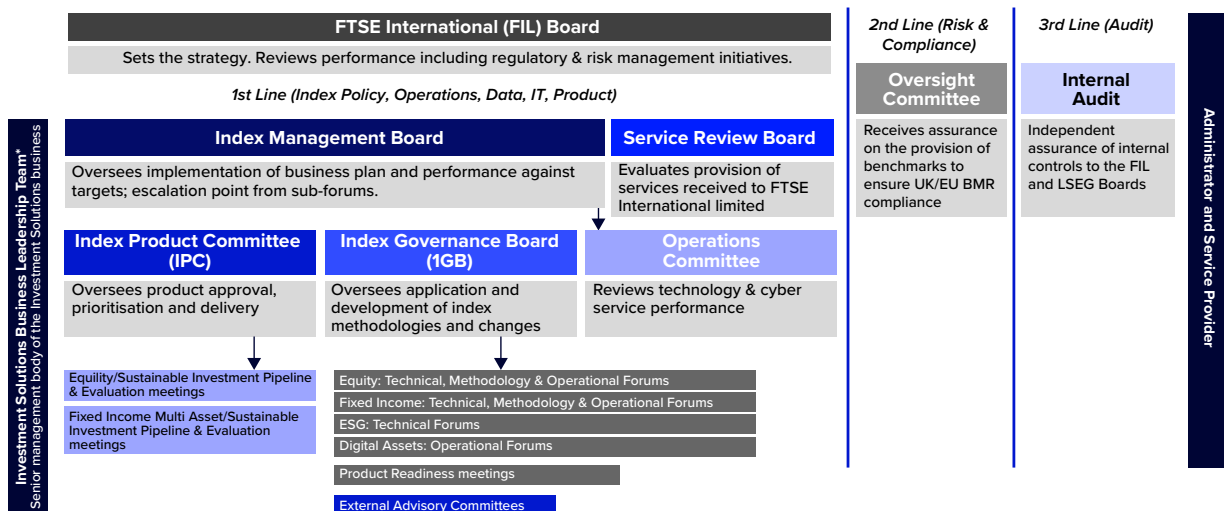 FTSE International (FIL) Board
Sets the strategy. Reviews performance including regulatory & risk management initiatives.
1st Line (Index Policy, Operations, Data, IT, Product)
Investment Solutions Business Leadership Team*
Senior management body of the Investment Solutions business
Index Management Board
Oversees implementation of business plan and performance against
targets; escalation point from sub-forums.
Service Review Board
Evaluates provision of
services received to FTSE
International limited
Index Product Committee
(IPC)
Oversees product approval,
prioritisation and delivery
Index Governance Board
(1GB)
Oversees application and
development of index
methodologies and changes
Operations
Committee
Reviews technology & cyber
service performance
Equility/Sustainable Investment Pipeline
& Evaluation meetings
Fixed Income Multi Asset/Sustainable
Investment Pipeline & Evaluation
meetings
Equity: Technical, Methodology & Operational Forums
Fixed Income: Technical, Methodology & Operational Forums
ESG: Technical Forums
Digital Assets: Operational Forums
Product Readiness meetings
External Advisory Committees
2nd Line (Risk &
Compliance)
Oversight
Committee
Receives assurance
on the provision of
benchmarks to
ensure UK/EU BMR
compliance
3rd Line (Audit)
Internal
Audit
Independent
assurance of internal
controls to the FIL
and LSEG Boards
Administrator and Service Provider